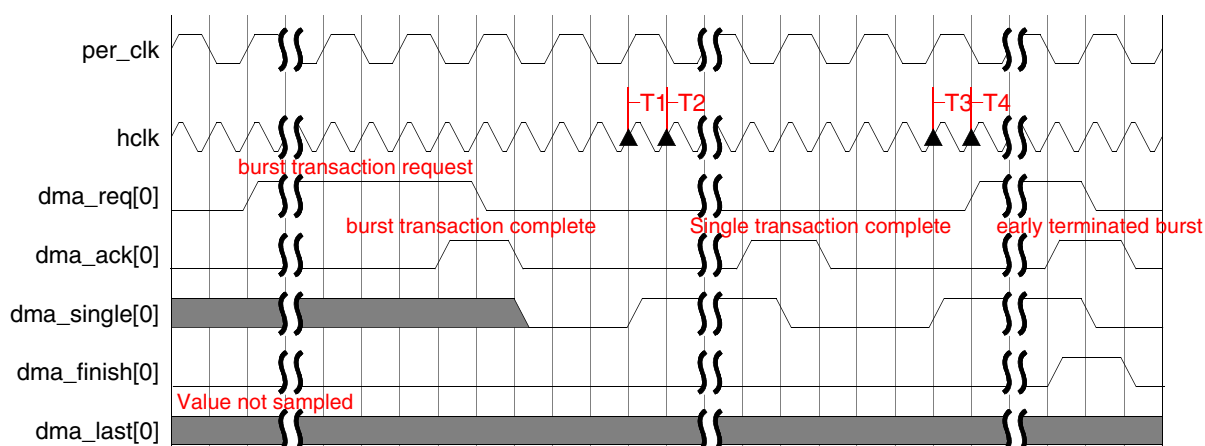 per_clk
T1 T2 T3 T4
hclk
burst transaction request
dma_req[0]
burst transaction complete Single transaction complete early terminated burst
dma_ack[0]
dma_single[0]
dma_finish[0]
Value not sampled
dma_last[0]